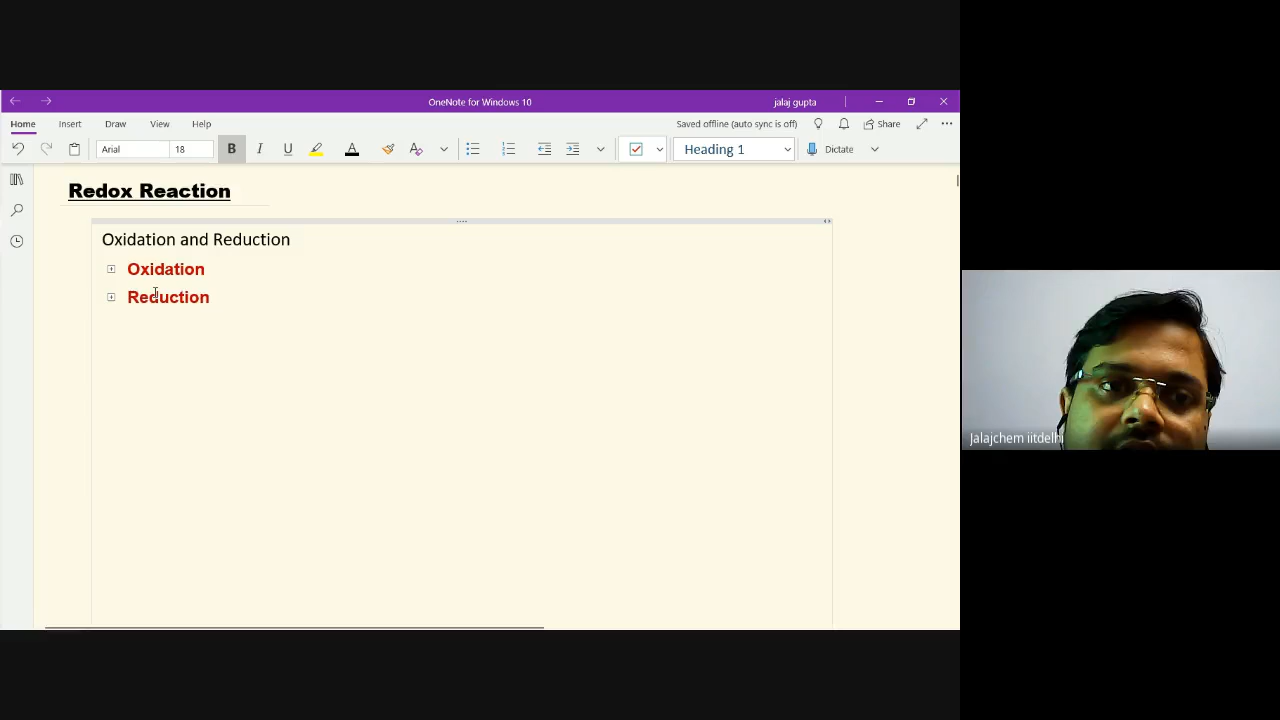 OneNote for Windows 10
jalaj gupta
Home Insert Draw View Help
Saved offline (auto sync is off)
Share
Arial 18 B I U A Heading 1 Dictate
Redox Reaction
Oxidation and Reduction
Oxidation
Reduction
Jalajchem iitdelhi